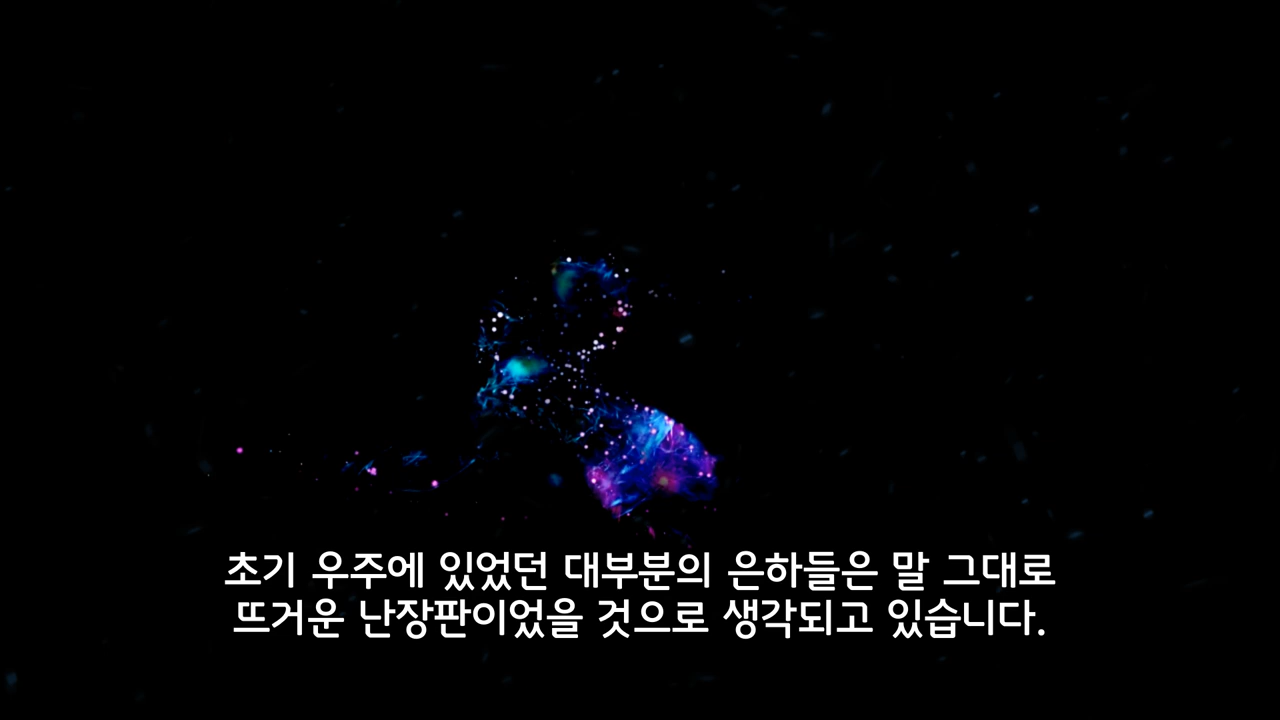 초기 우주에 있었던 대부분의 은하들은 말 그대로
뜨거운 난장판이었을 것으로 생각되고 있습니다.